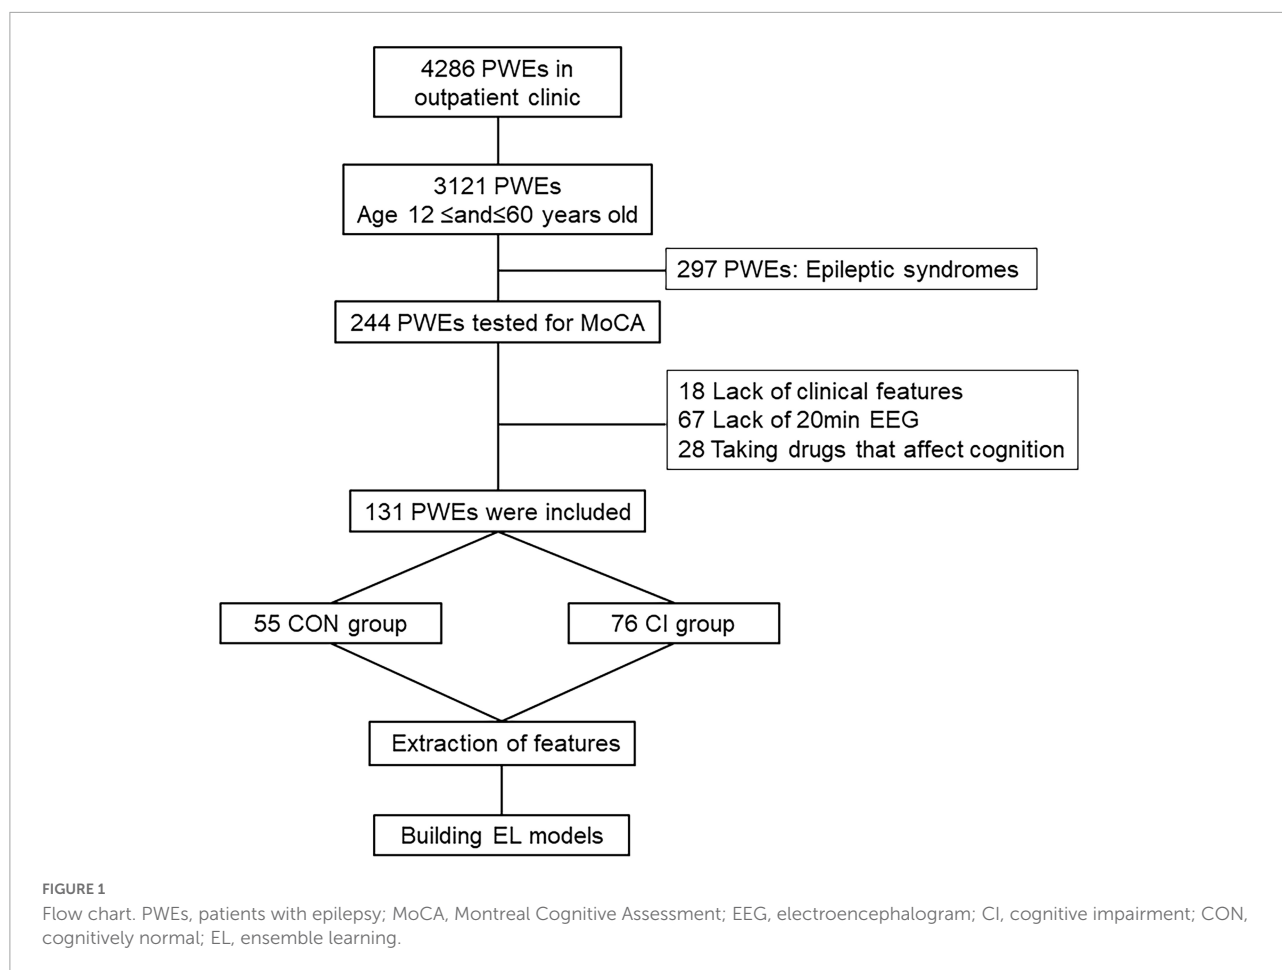 4286 PWEs in
outpatient clinic
3121 PWEs
Age 12 ≤and≤60 years old
297 PWEs: Epileptic syndromes
244 PWEs tested for MoCA
18 Lack of clinical features
67 Lack of 20min EEG
28 Taking drugs that affect cognition
131 PWEs were included
55 CON group
76 CI group
Extraction of features
Building EL models
FIGURE 1
Flow chart. PWEs, patients with epilepsy; MoCA, Montreal Cognitive Assessment; EEG, electroencephalogram; CI, cognitive impairment; CON,
cognitively normal; EL, ensemble learning.